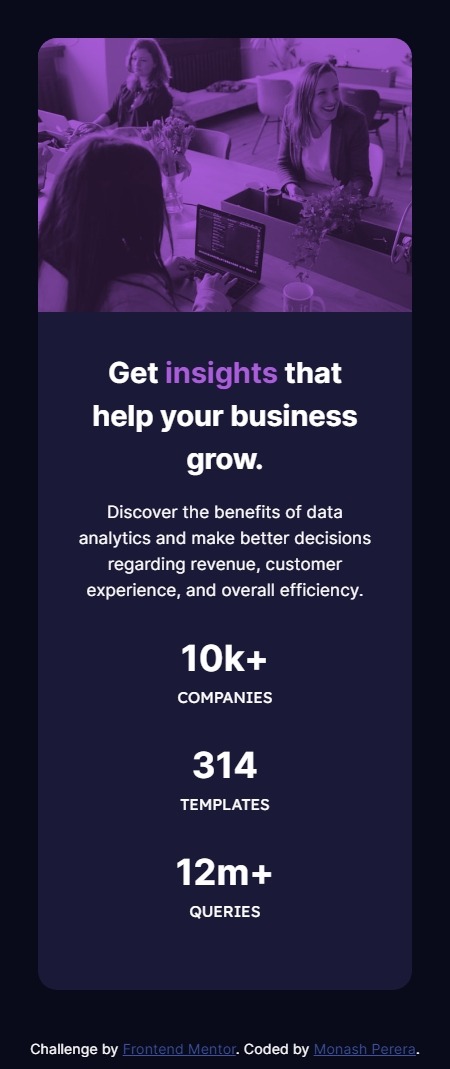 Get insights that
help your business
grow.
Discover the benefits of data
analytics and make better decisions
regarding revenue, customer
experience, and overall efficiency.
10k+
COMPANIES
314
TEMPLATES
12m+
QUERIES
Challenge by Frontend Mentor. Coded by Monash Perera.